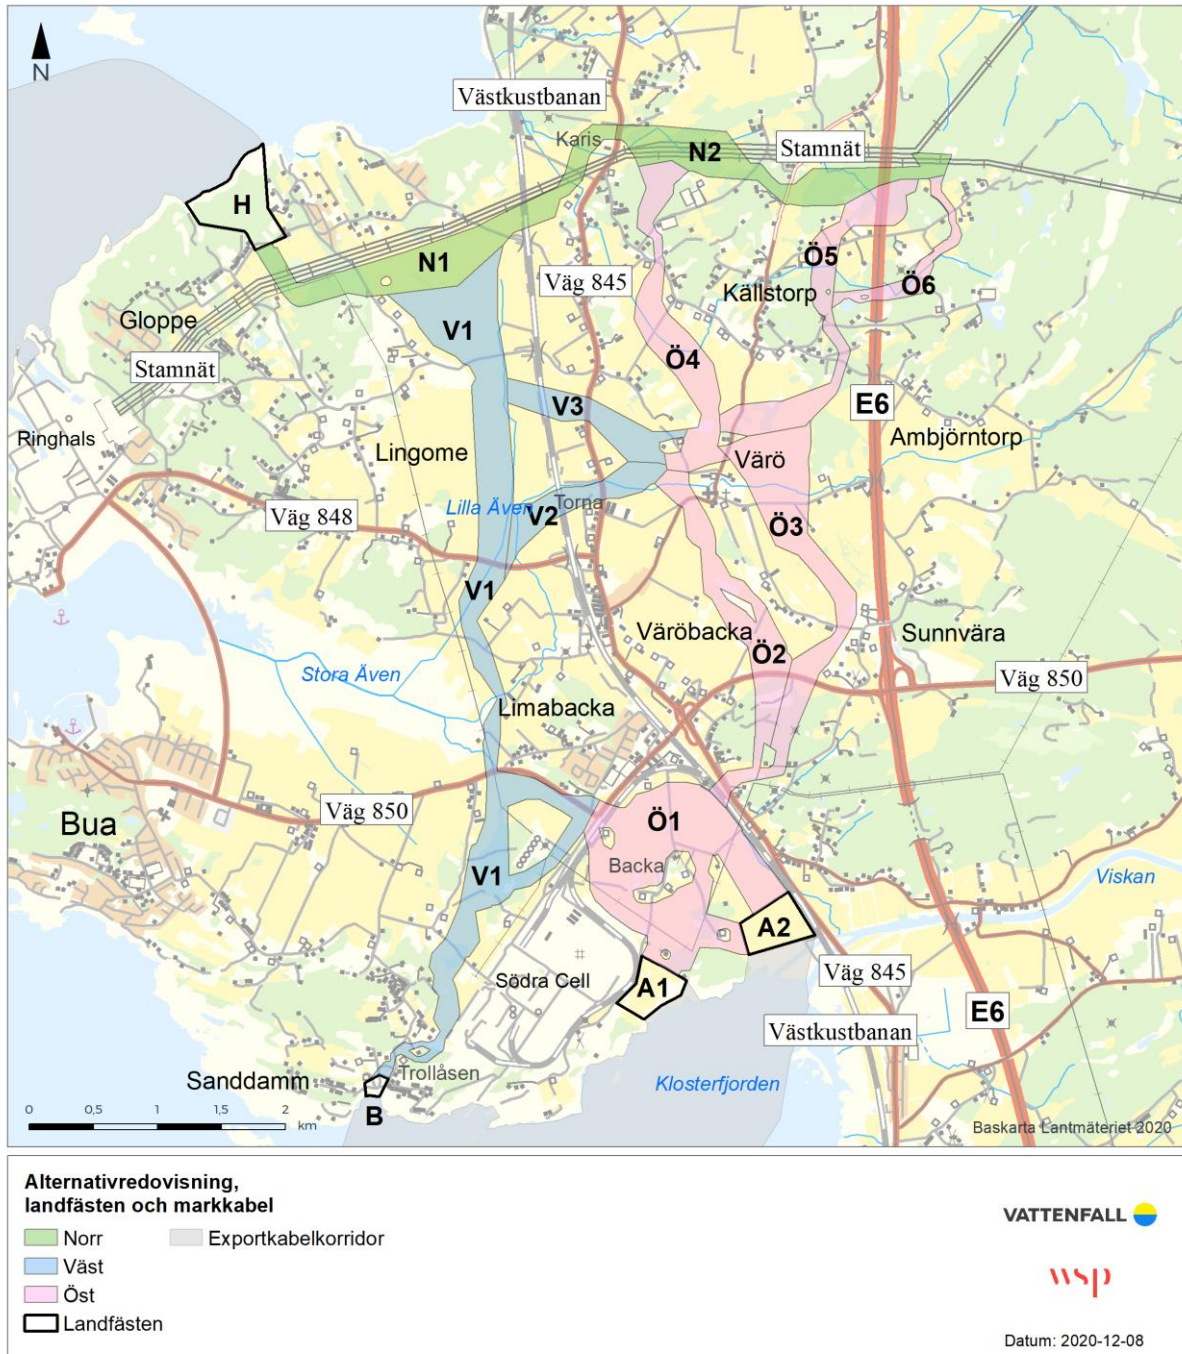 N
Västkustbanan
Karis
N2
Stamnät
H
N1
Ö5
Väg 845
Källstorp
Ö6
Gloppe
V1
Ö4
Stamnät
E6
V3
Ringhals
Lingome
Värö
Ambjörntorp
Lilla Även
Torna
Väg 848
V2
Ö3
V1
Väröbacka
Sunnvära
Ö2
Stora Även
Väg 850
Limabacka
Väg 850
Bua
Ö1
Backa
V1
Viskan
A2
Södra Cell
Väg 845
A1
E6
Västkustbanan
Sanddamm
Trollåsen
Klosterfjorden
B
0 0,5 1 1,5 2
km
Baskarta Lantmäteriet 2020
Alternativredovisning,
landfästen och markkabel
Norr Exportkabelkorridor
Väst
Öst
Landfästen
VATTENFALL
wsp
Datum: 2020-12-08